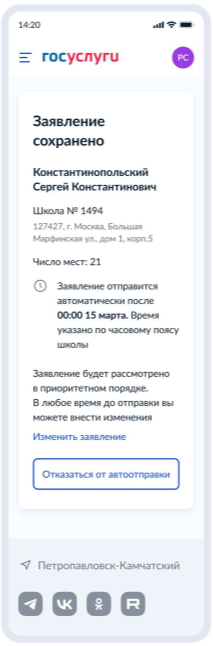 14:20
госуслуги
РС
Заявление
сохранено
Константинопольский
Сергей Константинович
Школа № 1494
127427, г. Москва, Большая
Марфинская ул., дом 1, корп.5
Число мест: 21
Заявление отправится
автоматически после
00:00 15 марта. Время
указано по часовому поясу
школы
Заявление будет рассмотрено
в приоритетном порядке.
В любое время до отправки вы
можете внести изменения
Изменить заявление
Отказаться от автоотправки
Петропавловск-Камчатский